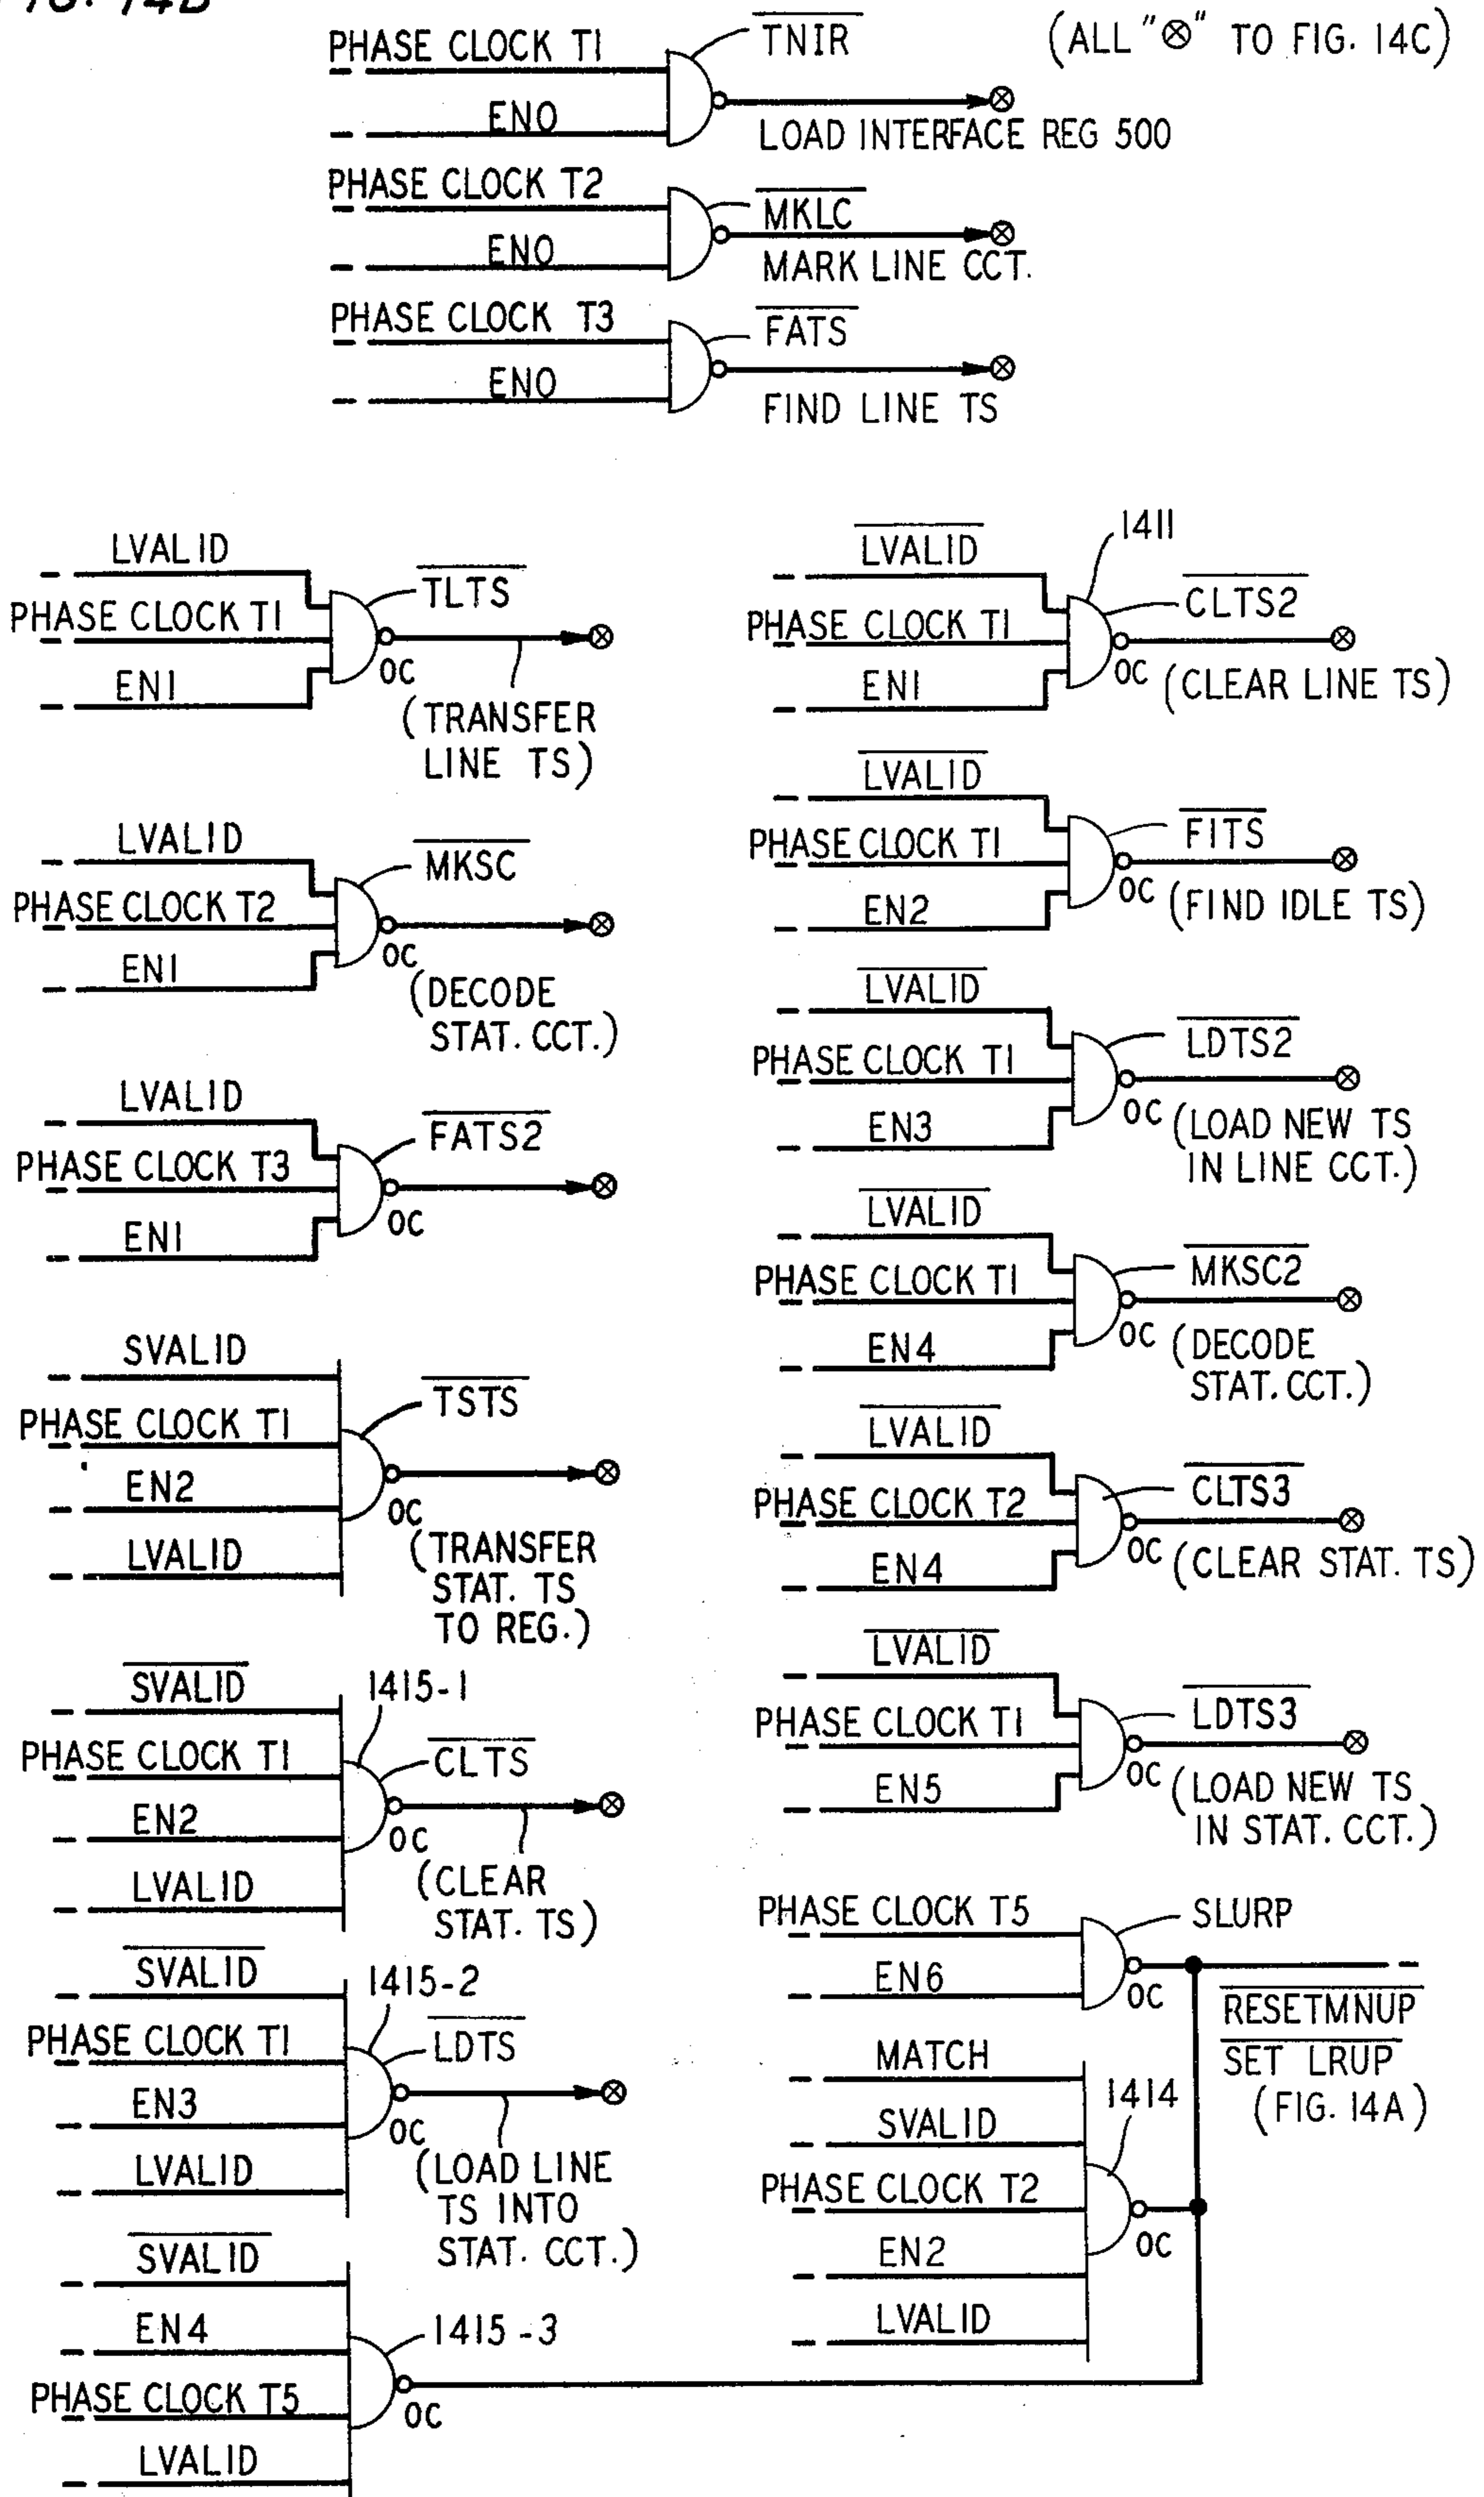 PHASE CLOCK T1
TNIR
(ALL "⊗" TO FIG. 14C)
EN0
LOAD INTERFACE REG 500
PHASE CLOCK T2
MKLC
EN0
MARK LINE CCT.
PHASE CLOCK T3
FATS
EN0
FIND LINE TS
LVALID
TLTS
PHASE CLOCK T1
OC
EN1
(TRANSFER
LINE TS)
LVALID
MKSC
PHASE CLOCK T2
OC
EN1
(DECODE
STAT. CCT.)
LVALID
FATS2
PHASE CLOCK T3
OC
EN1
SVALID
TSTS
PHASE CLOCK T1
EN2
OC
(TRANSFER
STAT. TS
TO REG.)
LVALID
SVALID
1415-1
PHASE CLOCK T1
CLTS
EN2
OC
LVALID
(CLEAR
STAT. TS)
SVALID
1415-2
PHASE CLOCK T1
LDTS
EN3
OC
LVALID
(LOAD LINE
TS INTO
STAT. CCT.)
SVALID
EN4
1415-3
PHASE CLOCK T5
OC
LVALID
LVALID
1411
CLTS2
PHASE CLOCK T1
OC
(CLEAR LINE TS)
EN1
LVALID
FITS
PHASE CLOCK T1
OC
(FIND IDLE TS)
EN2
LVALID
LDTS2
PHASE CLOCK T1
EN3
OC
(LOAD NEW TS
IN LINE CCT.)
LVALID
MKSC2
PHASE CLOCK T1
EN4
OC
(DECODE
STAT. CCT.)
LVALID
CLTS3
PHASE CLOCK T2
OC
(CLEAR STAT. TS)
EN4
LVALID
LDTS3
PHASE CLOCK T1
EN5
OC
(LOAD NEW TS
IN STAT. CCT.)
PHASE CLOCK T5
SLURP
EN6
OC
RESETMNUP
SET LRUP
(FIG. 14A)
MATCH
1414
SVALID
PHASE CLOCK T2
OC
EN2
LVALID